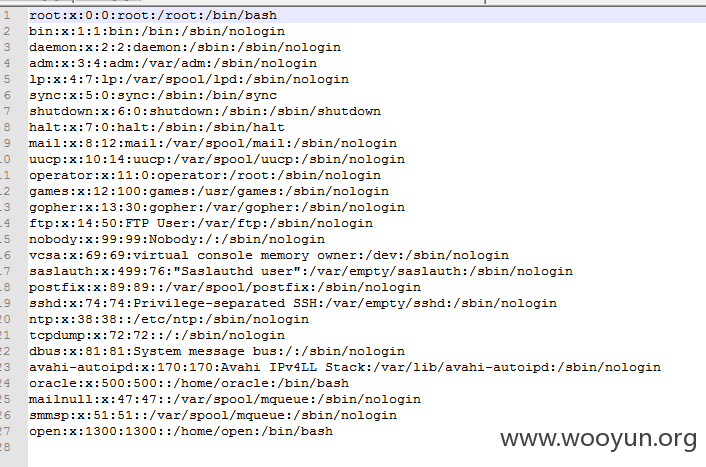 1 root:x:0:0:root:/root:/bin/bash
2 bin:x:1:1:bin:/bin:/sbin/nologin
3 daemon:x:2:2:daemon:/sbin:/sbin/nologin
4 adm:x:3:4:adm:/var/adm:/sbin/nologin
5 lp:x:4:7:lp:/var/spool/lpd:/sbin/nologin
6 sync:x:5:0:sync:/sbin:/bin/sync
7 shutdown:x:6:0:shutdown:/sbin:/sbin/shutdown
8 halt:x:7:0:halt:/sbin:/sbin/halt
9 mail:x:8:12:mail:/var/spool/mail:/sbin/nologin
10 uucp:x:10:14:uucp:/var/spool/uucp:/sbin/nologin
11 operator:x:11:0:operator:/root:/sbin/nologin
12 games:x:12:100:games:/usr/games:/sbin/nologin
13 gopher:x:13:30:gopher:/var/gopher:/sbin/nologin
14 ftp:x:14:50:FTP User:/var/ftp:/sbin/nologin
15 nobody:x:99:99:Nobody:/:/sbin/nologin
16 vcsa:x:69:69:virtual console memory owner:/dev:/sbin/nologin
17 saslauth:x:499:76:"Saslauthd user":/var/empty/saslauth:/sbin/nologin
18 postfix:x:89:89::/var/spool/postfix:/sbin/nologin
19 sshd:x:74:74:Privilege-separated SSH:/var/empty/sshd:/sbin/nologin
20 ntp:x:38:38::/etc/ntp:/sbin/nologin
21 tcpdump:x:72:72::/:/sbin/nologin
22 dbus:x:81:81:System message bus:/:/sbin/nologin
23 avahi-autoipd:x:170:170:Avahi IPv4LL Stack:/var/lib/avahi-autoipd:/sbin/nologin
24 oracle:x:500:500::/home/oracle:/bin/bash
25 mailnull:x:47:47::/var/spool/mqueue:/sbin/nologin
26 smmsp:x:51:51::/var/spool/mqueue:/sbin/nologin
27 open:x:1300:1300::/home/open:/bin/bash
28
www.wooyun.org